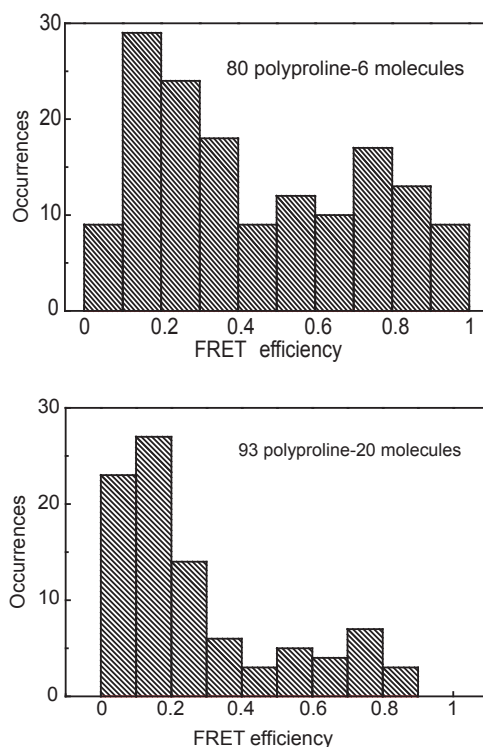 30
80 polyproline-6 molecules
20
Occurrences
10
0
0 0.2 0.4 0.6 0.8 1
FRET efficiency
30
93 polyproline-20 molecules
20
Occurrences
10
0
0 0.2 0.4 0.6 0.8 1
FRET efficiency